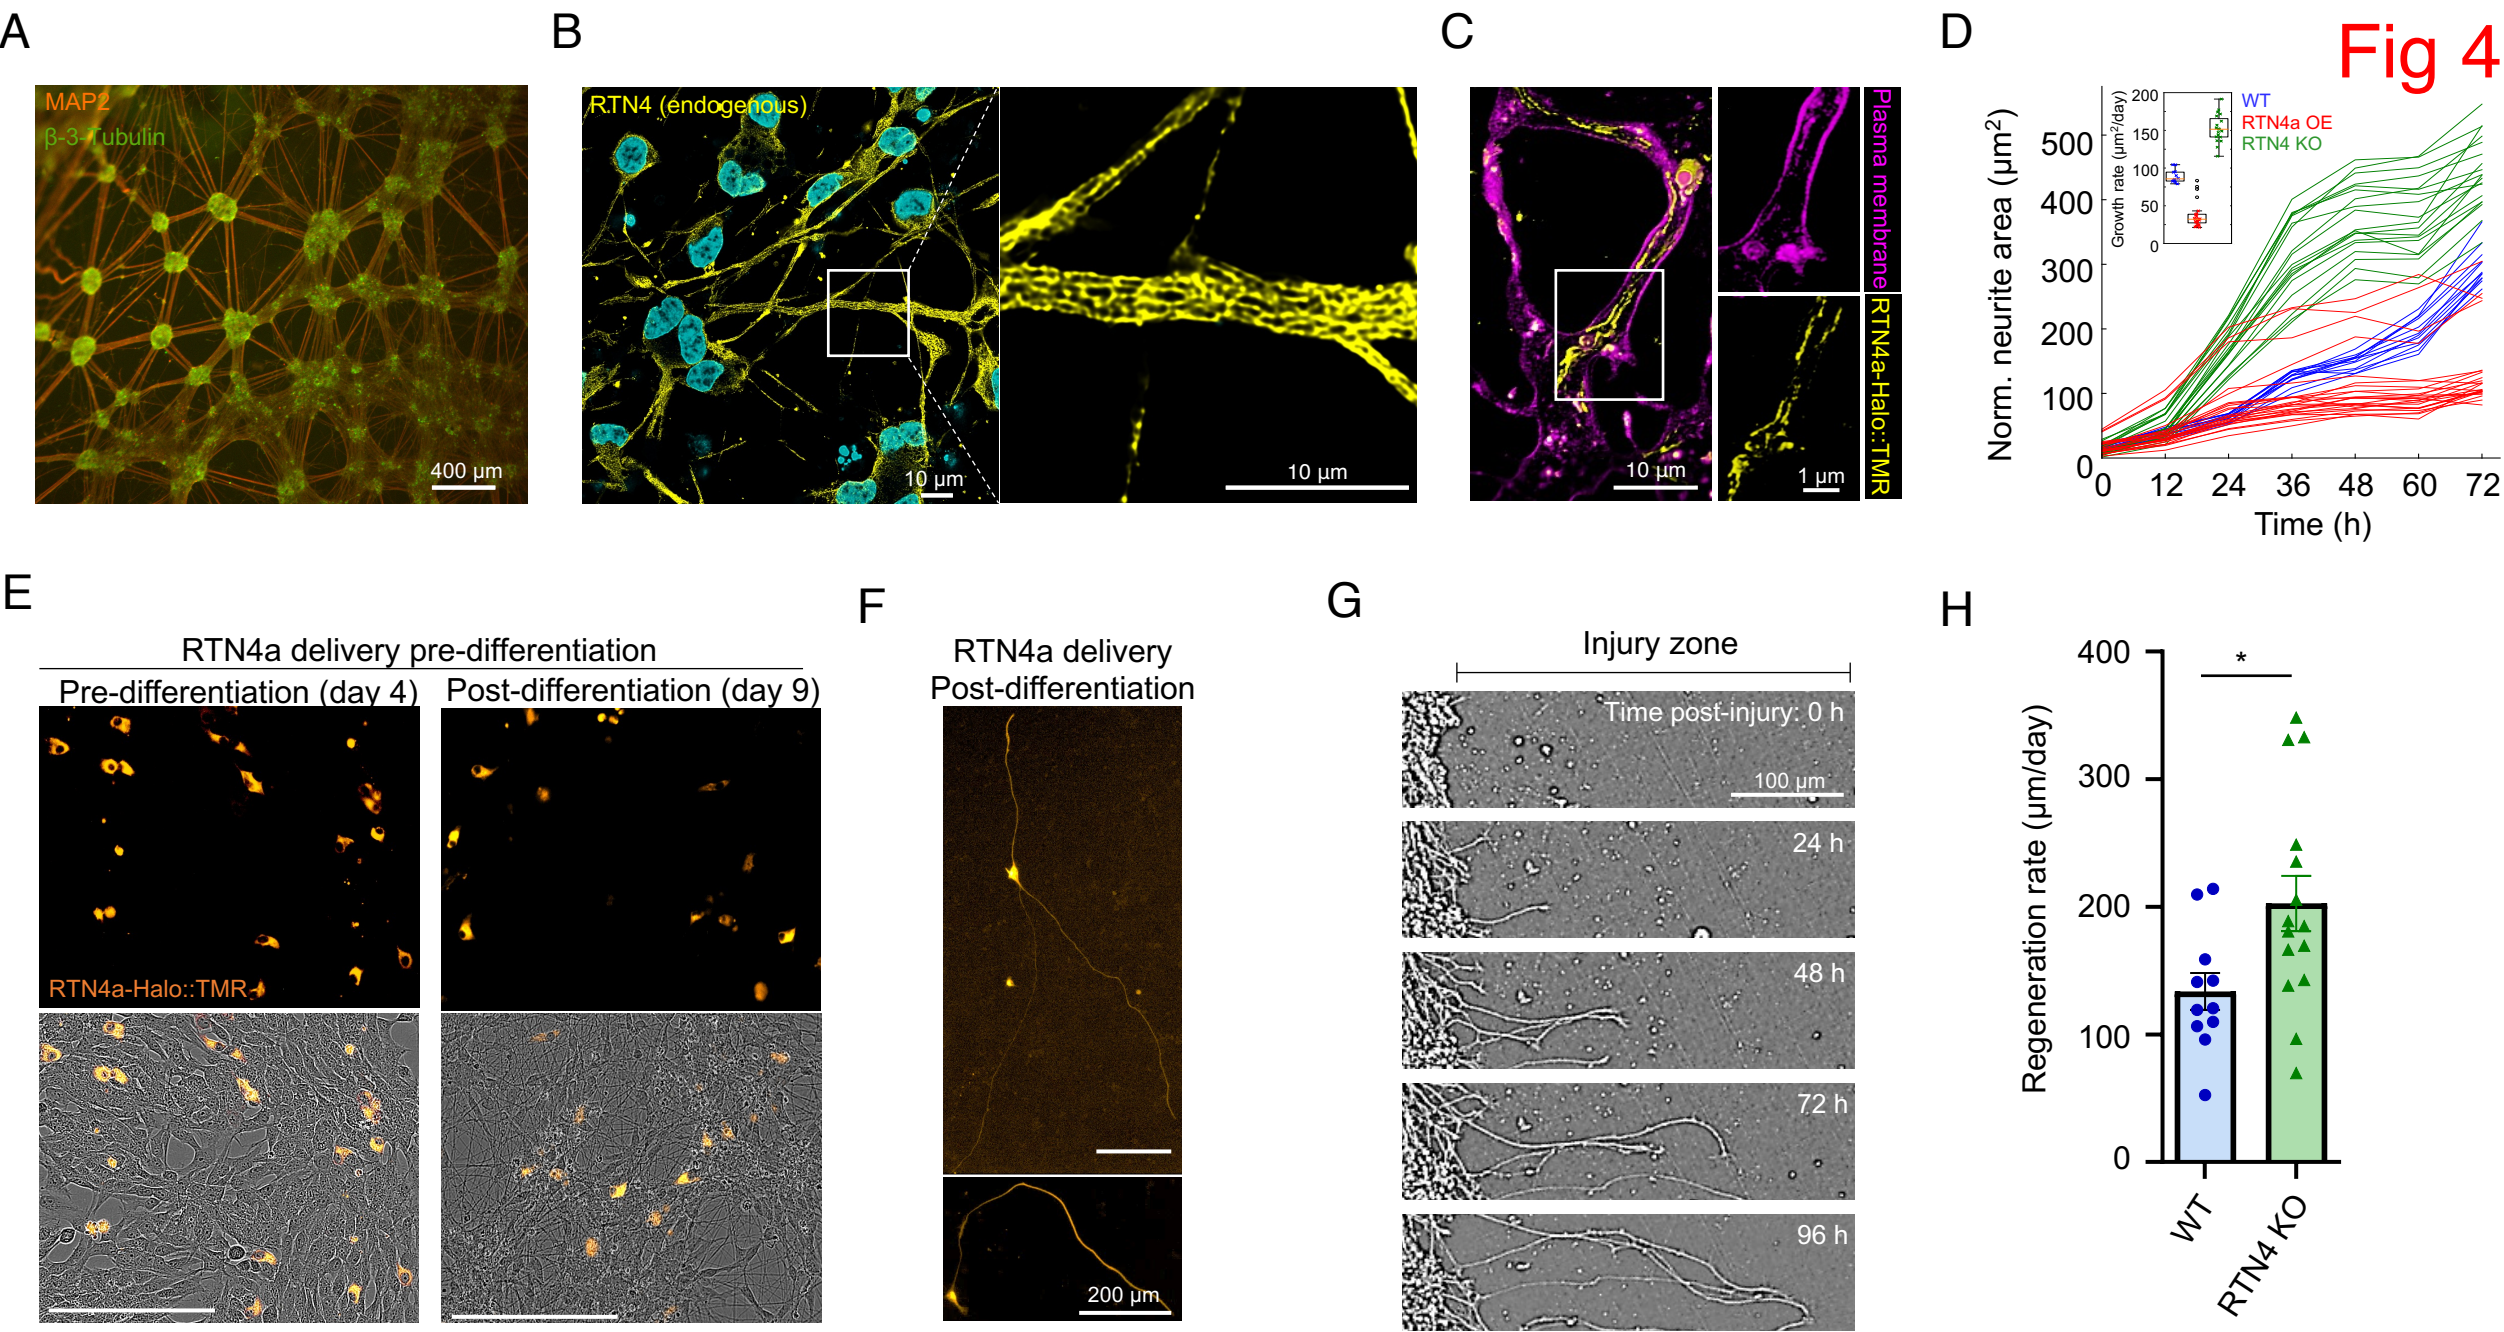 A
B
C
D
Fig 4
MAP2
β-3-Tubulin
400 µm
RTN4 (endogenous)
10 µm
10 µm
Plasma membrane
RTN4a-Halo::TMR
10 µm
1 µm
Norm. neurite area (µm²)
500
400
300
200
100
0
0 12 24 36 48 60 72
Time (h)
Growth rate (µm²/day)
200
150
100
50
0
WT
RTN4a OE
RTN4 KO
E
F
G
H
RTN4a delivery pre-differentiation
Pre-differentiation (day 4)
Post-differentiation (day 9)
RTN4a-Halo::TMR
RTN4a delivery
Post-differentiation
200 µm
Injury zone
Time post-injury: 0 h
100 µm
24 h
48 h
72 h
96 h
Regeneration rate (µm/day)
400
300
200
100
0
*
WT
RTN4 KO